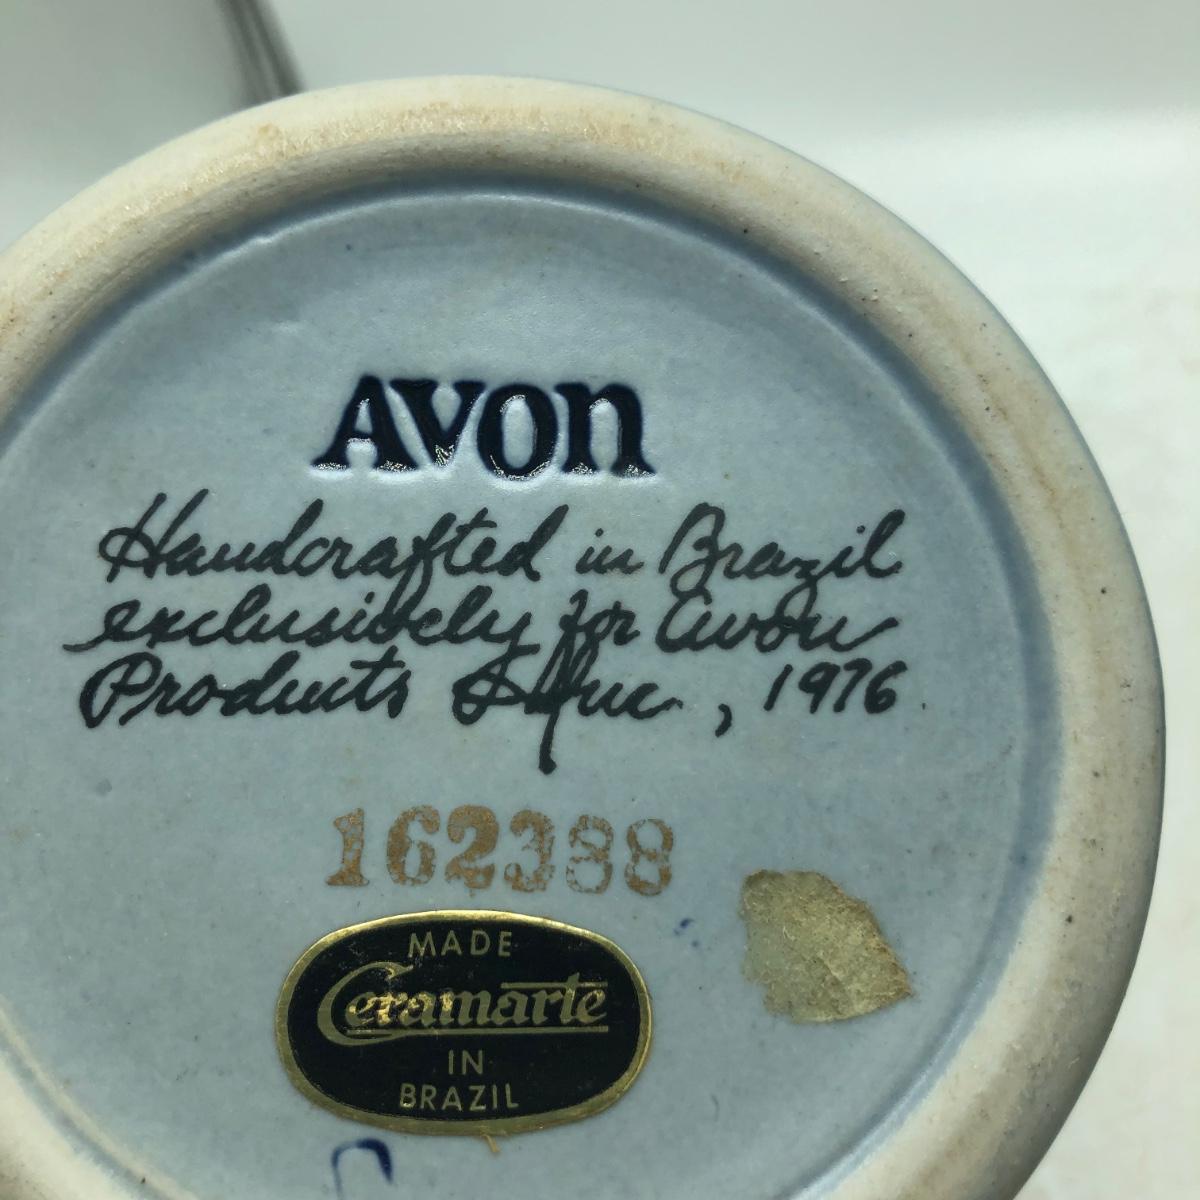 AVON
Handcrafted in Brazil
exclusively for Avon
Products Inc., 1976
162388
MADE
Ceramarte
IN
BRAZIL